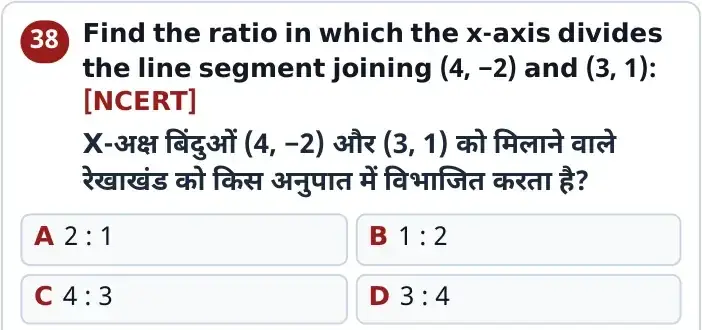 38 Find the ratio in which the x-axis divides
the line segment joining (4, −2) and (3, 1):
[NCERT]
X-अक्ष बिंदुओं (4, −2) और (3, 1) को मिलाने वाले
रेखाखंड को किस अनुपात में विभाजित करता है?
A 2 : 1
B 1 : 2
C 4 : 3
D 3 : 4